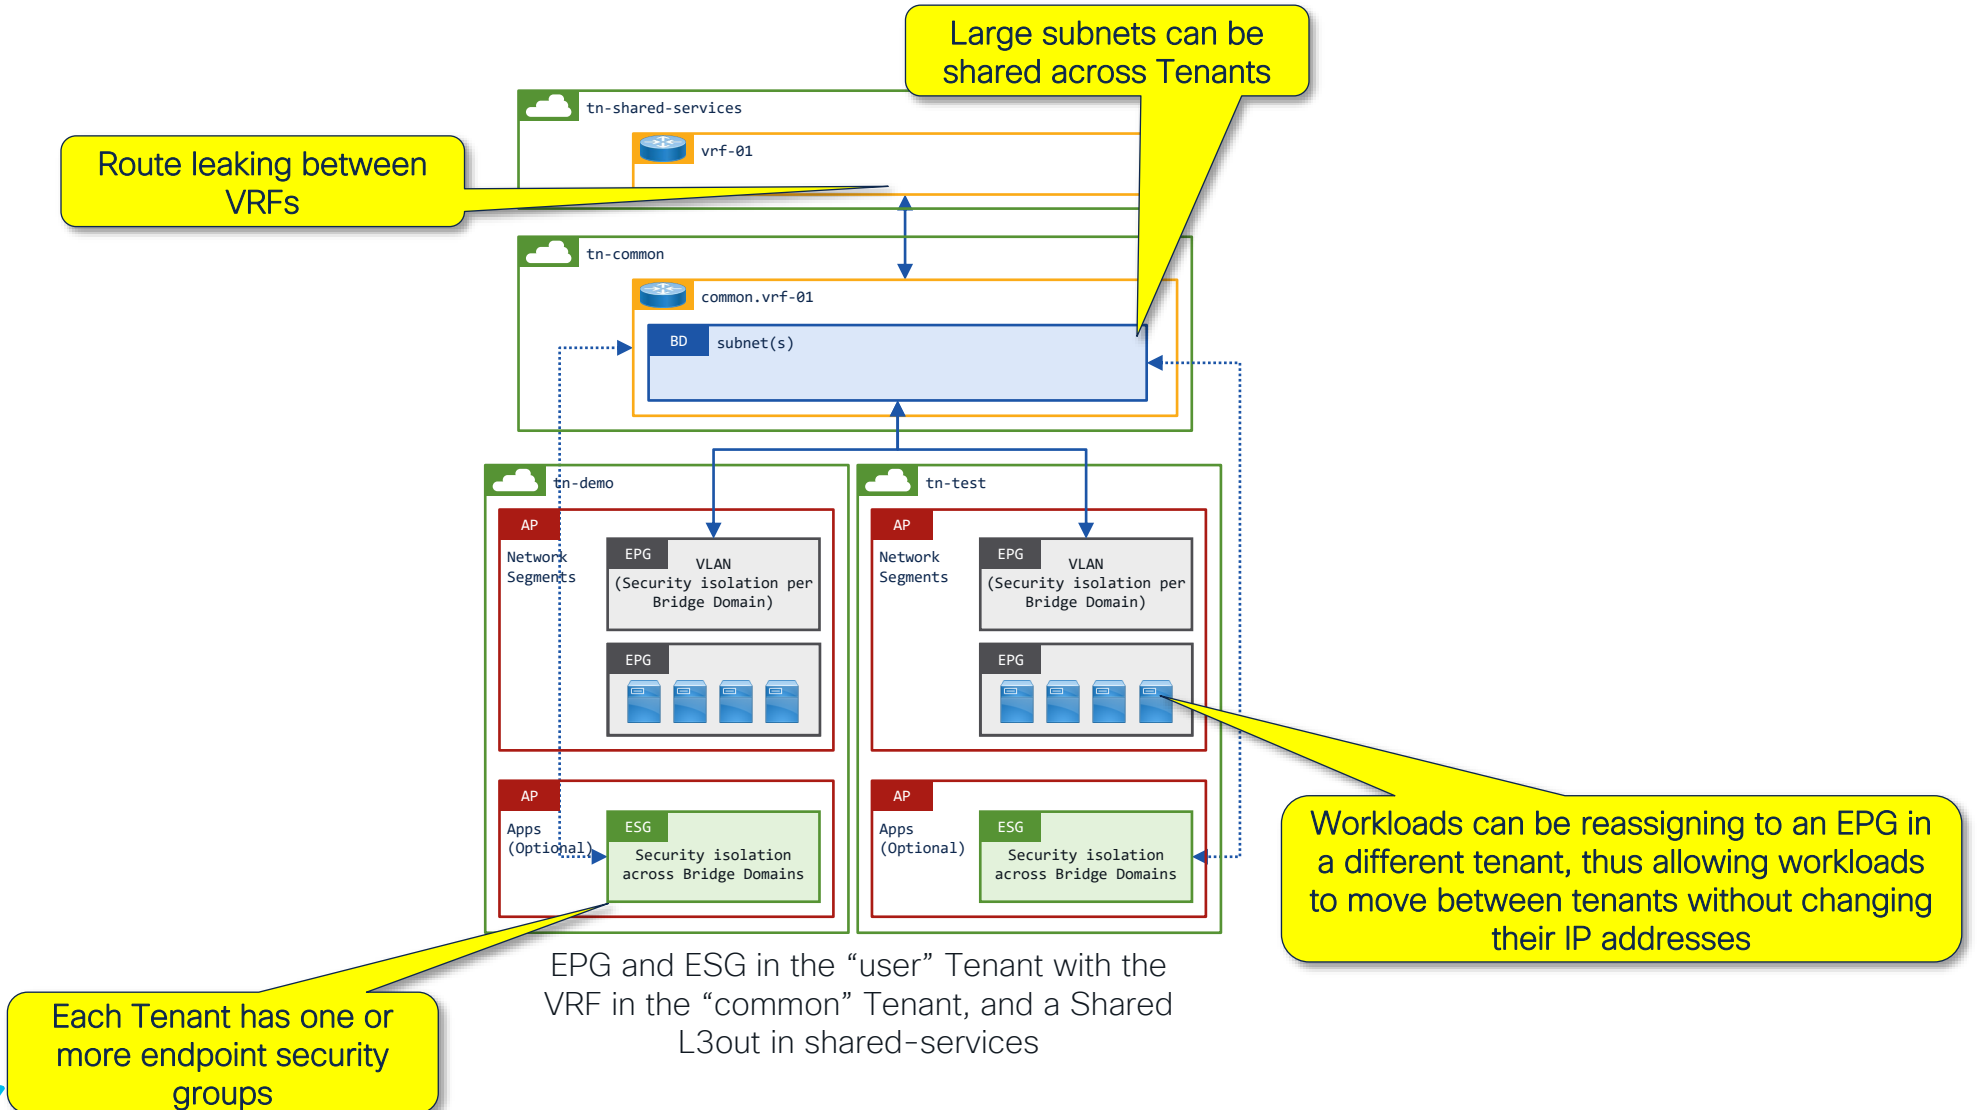 Large subnets can be
shared across Tenants
tn-shared-services
vrf-01
Route leaking between
VRFs
tn-common
common.vrf-01
BD
subnet(s)
tn-demo
AP
Network
Segments
EPG
VLAN
(Security isolation per
Bridge Domain)
EPG
AP
Apps
(Optional)
ESG
Security isolation
across Bridge Domains
tn-test
AP
Network
Segments
EPG
VLAN
(Security isolation per
Bridge Domain)
EPG
AP
Apps
(Optional)
ESG
Security isolation
across Bridge Domains
Workloads can be reassigning to an EPG in
a different tenant, thus allowing workloads
to move between tenants without changing
their IP addresses
EPG and ESG in the “user” Tenant with the
VRF in the “common” Tenant, and a Shared
L3out in shared-services
Each Tenant has one or
more endpoint security
groups